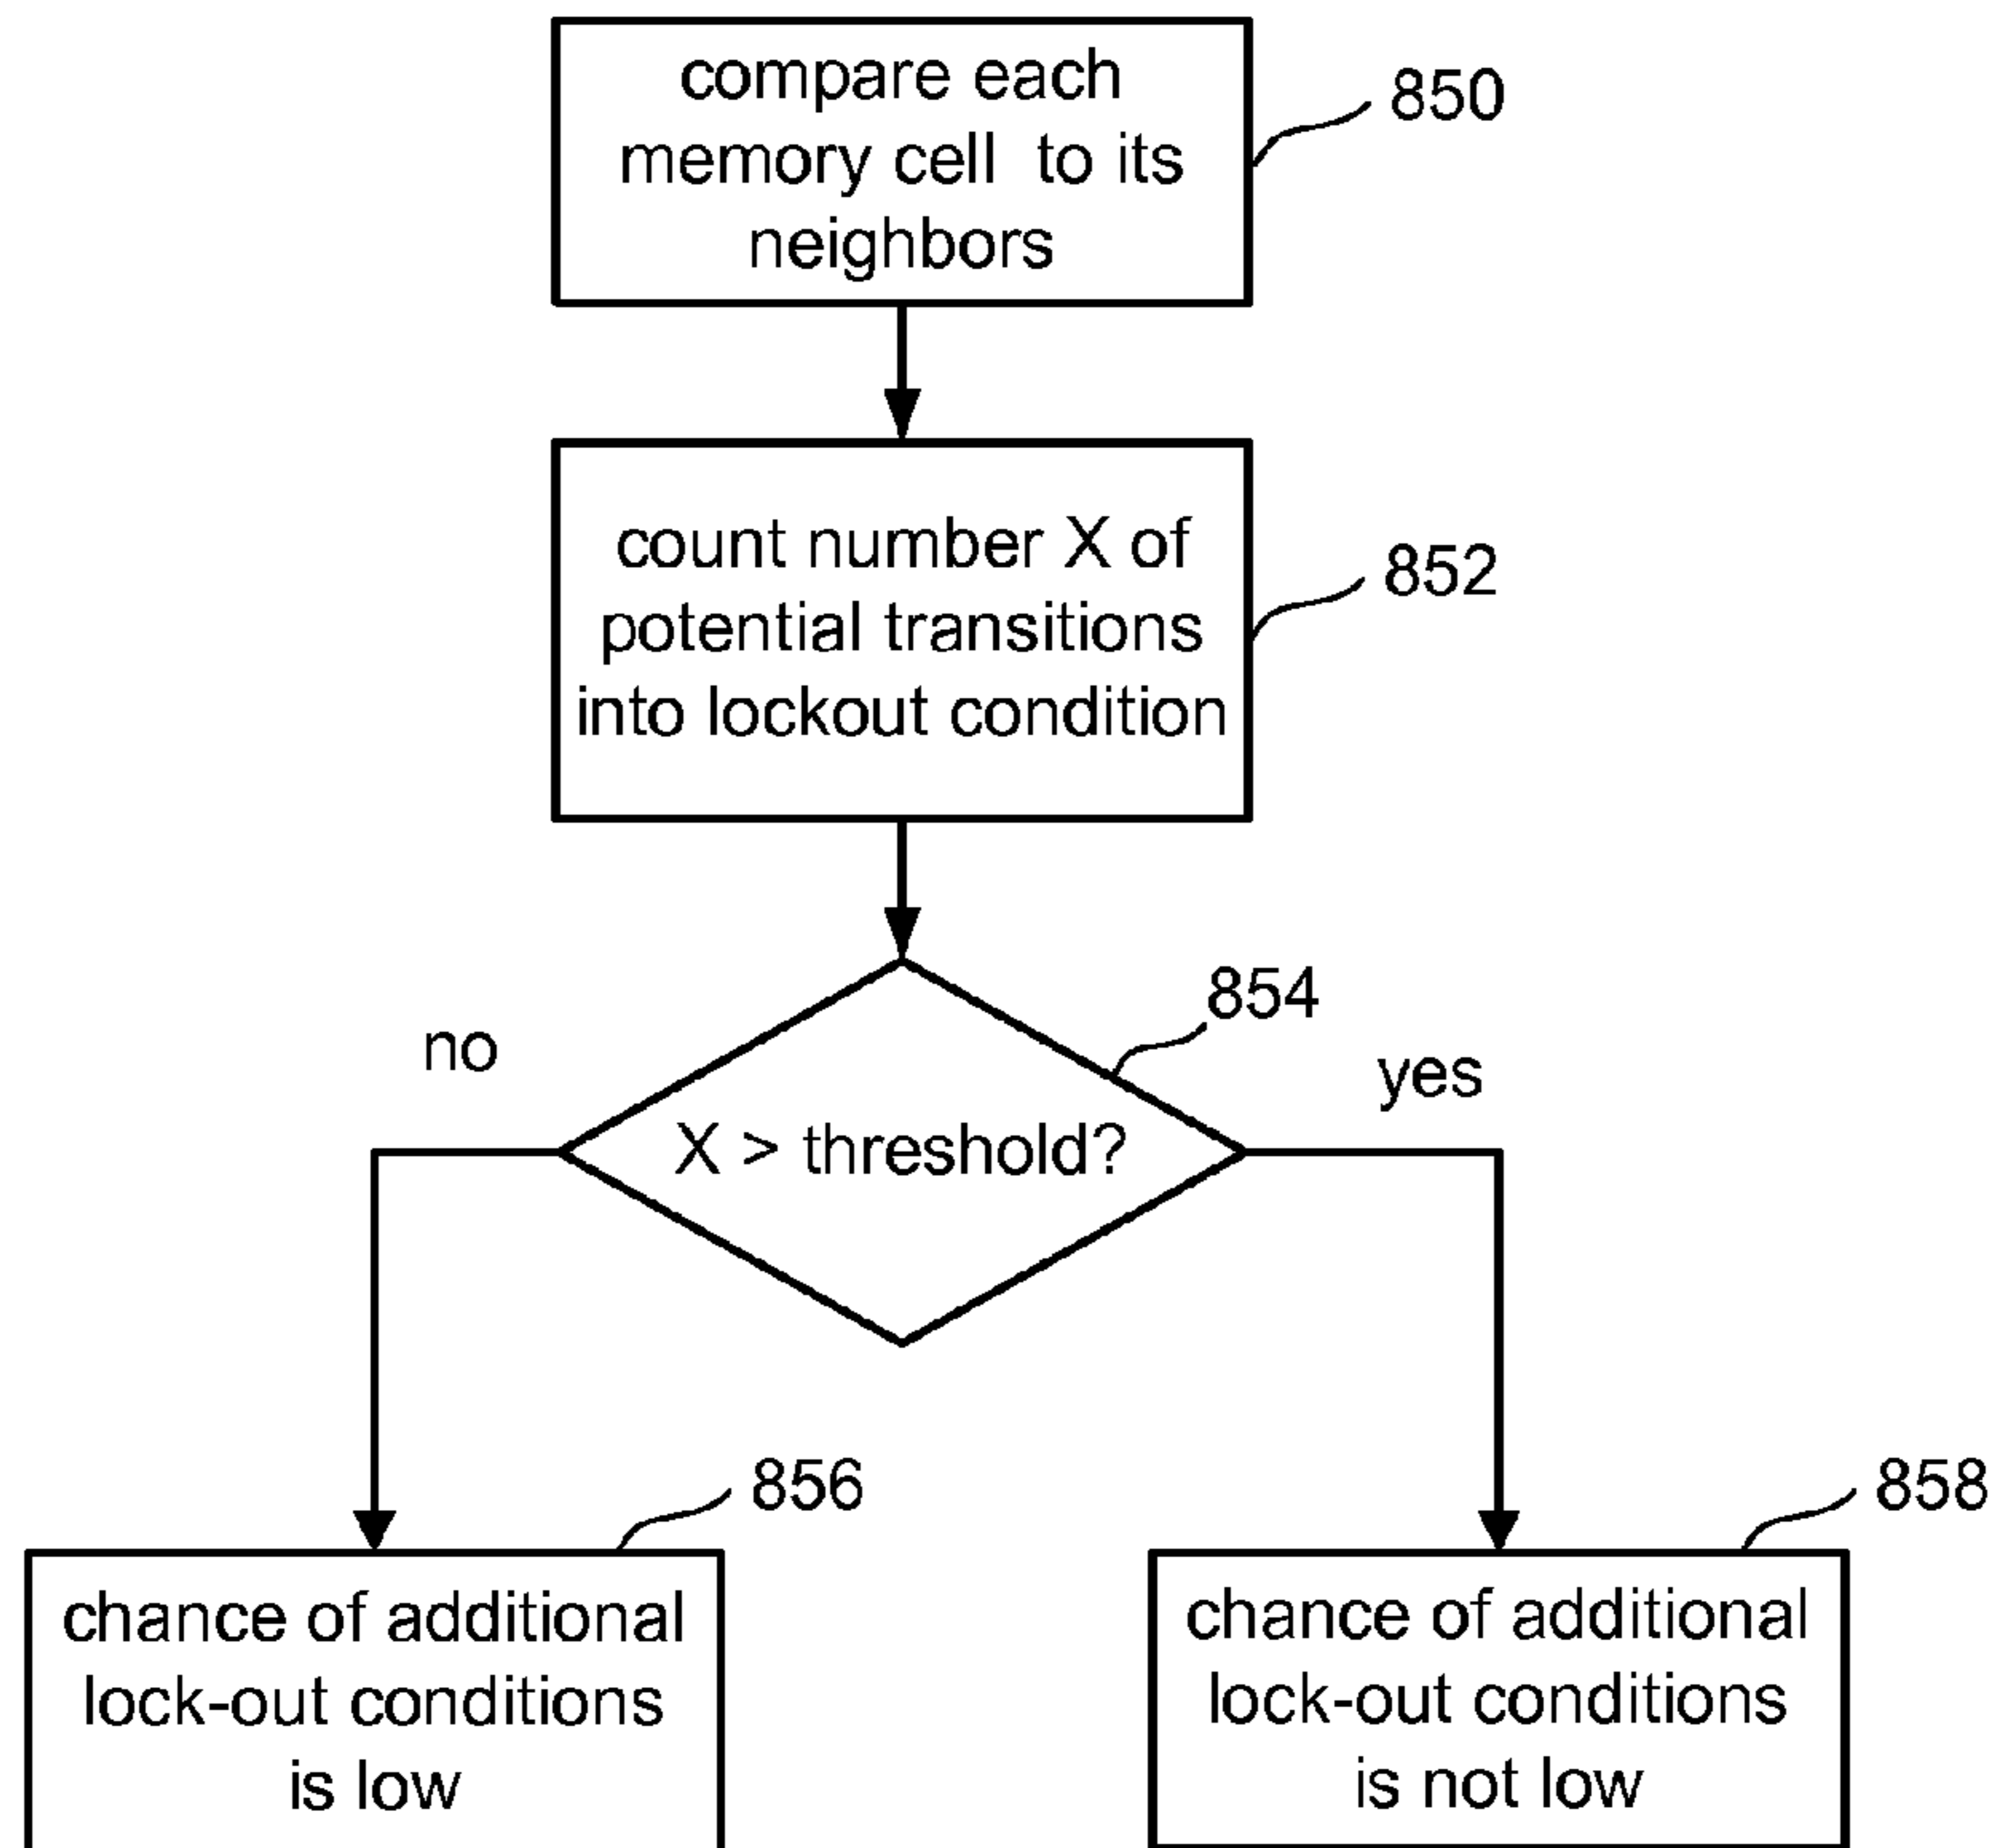 compare each
memory cell to its
neighbors
850
count number X of
potential transitions
into lockout condition
852
854
no
yes
X > threshold?
856
858
chance of additional
lock-out conditions
is low
chance of additional
lock-out conditions
is not low